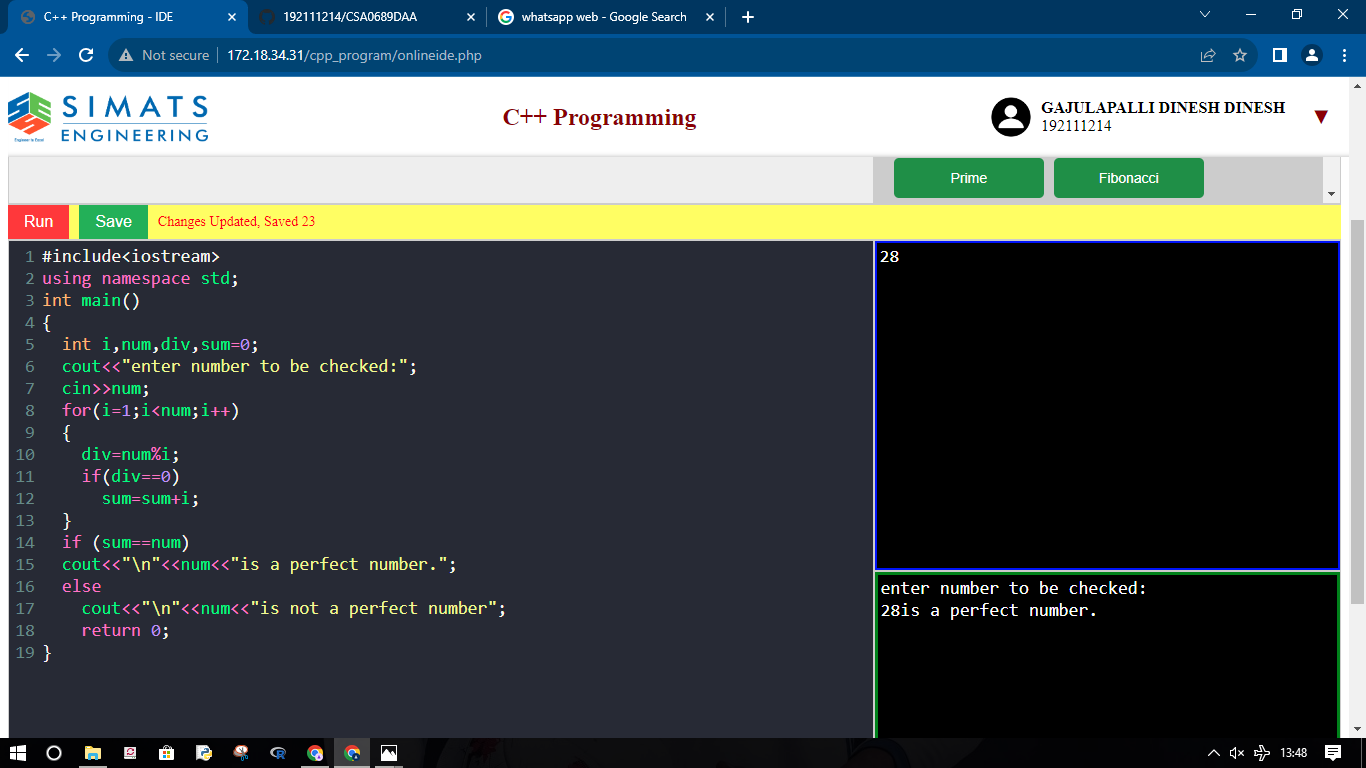 C++ Programming - IDE
192111214/CSA0689DAA
whatsapp web - Google Search
Not secure
172.18.34.31/cpp_program/onlineide.php
SIMATS
ENGINEERING
Engineer to Excel
C++ Programming
GAJULAPALLI DINESH DINESH
192111214
Prime
Fibonacci
Run
Save
Changes Updated, Saved 23
1 #include<iostream>
2 using namespace std;
3 int main()
4 {
5   int i,num,div,sum=0;
6   cout<<"enter number to be checked:";
7   cin>>num;
8   for(i=1;i<num;i++)
9   {
10     div=num%i;
11     if(div==0)
12       sum=sum+i;
13   }
14   if (sum==num)
15   cout<<"\n"<<num<<"is a perfect number.";
16   else
17     cout<<"\n"<<num<<"is not a perfect number";
18     return 0;
19 }
28
enter number to be checked:
28is a perfect number.
13:48